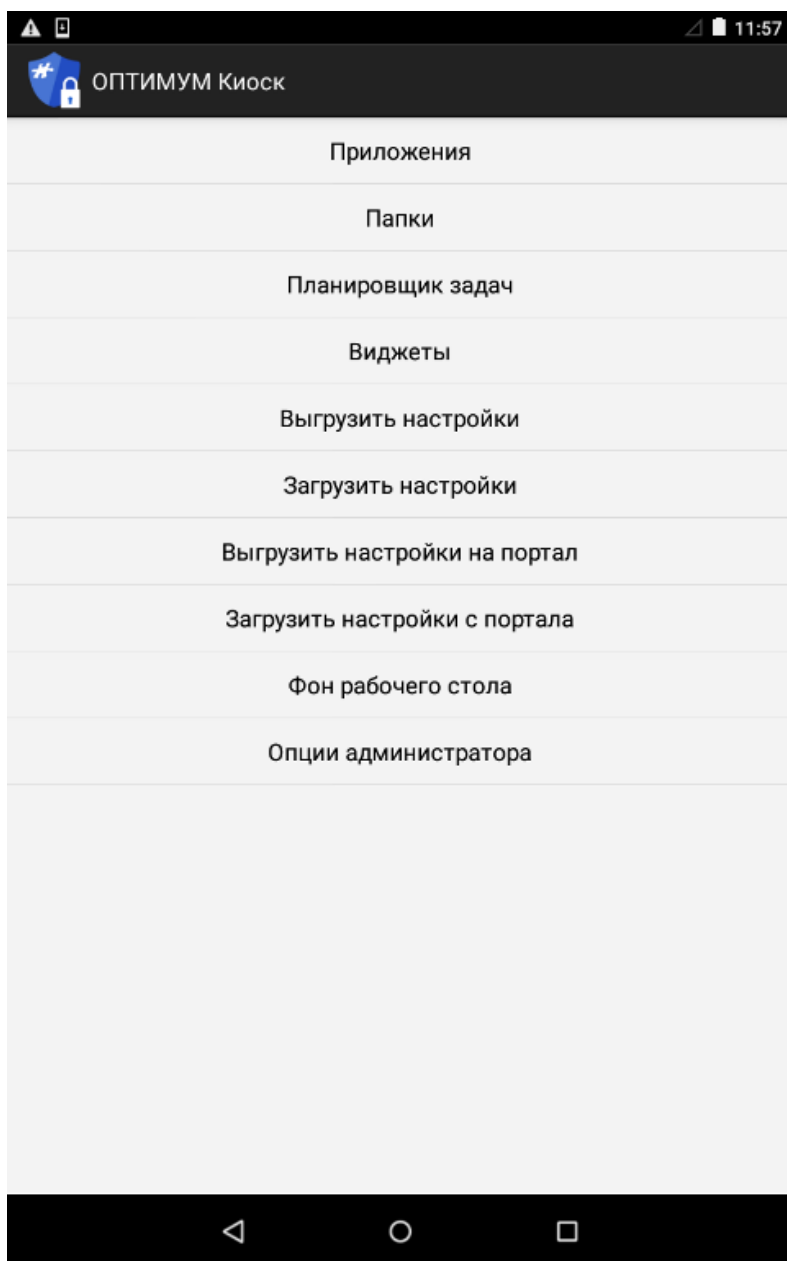 11:57
ОПТИМУМ Киоск
Приложения
Папки
Планировщик задач
Виджеты
Выгрузить настройки
Загрузить настройки
Выгрузить настройки на портал
Загрузить настройки с портала
Фон рабочего стола
Опции администратора